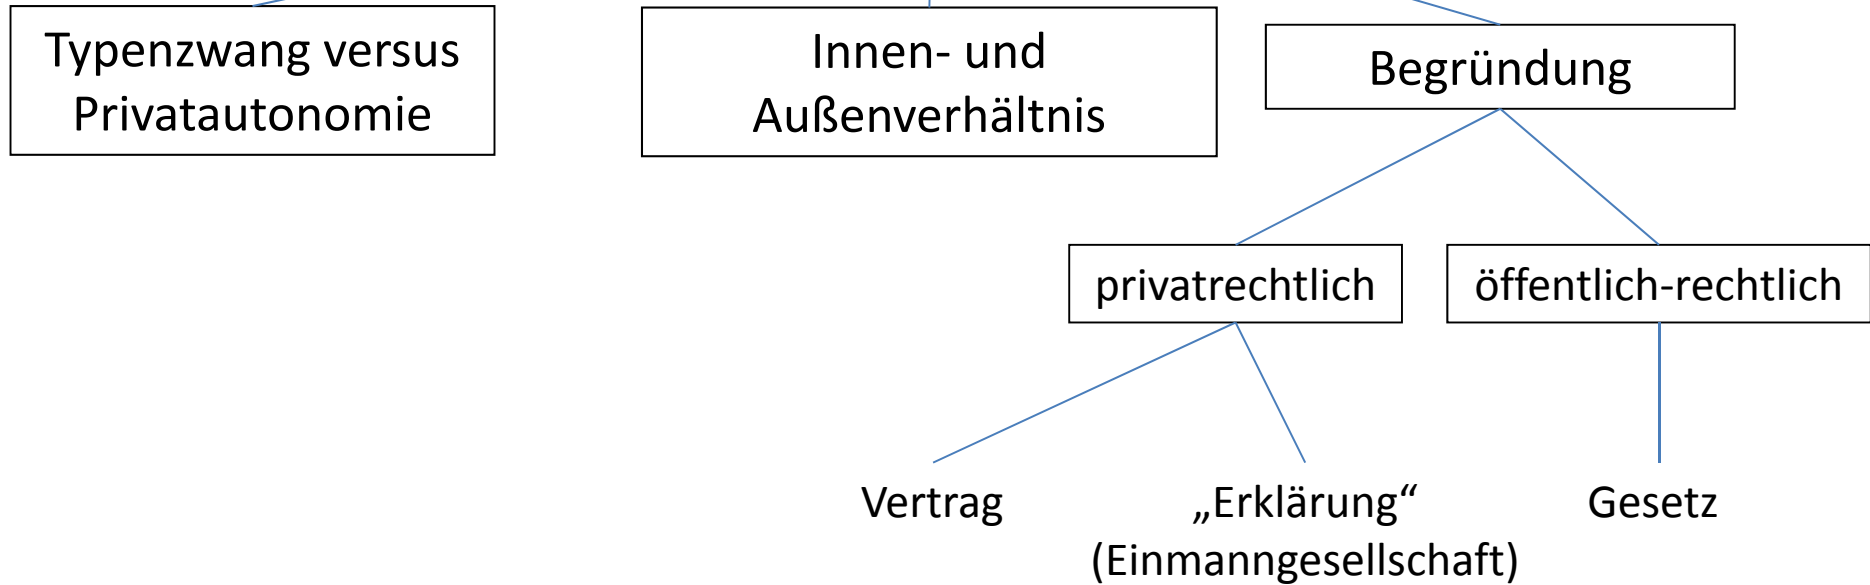 Typenzwang versus
Privatautonomie
Innen- und
Außenverhältnis
Begründung
privatrechtlich
öffentlich-rechtlich
Vertrag
„Erklärung“
(Einmanngesellschaft)
Gesetz